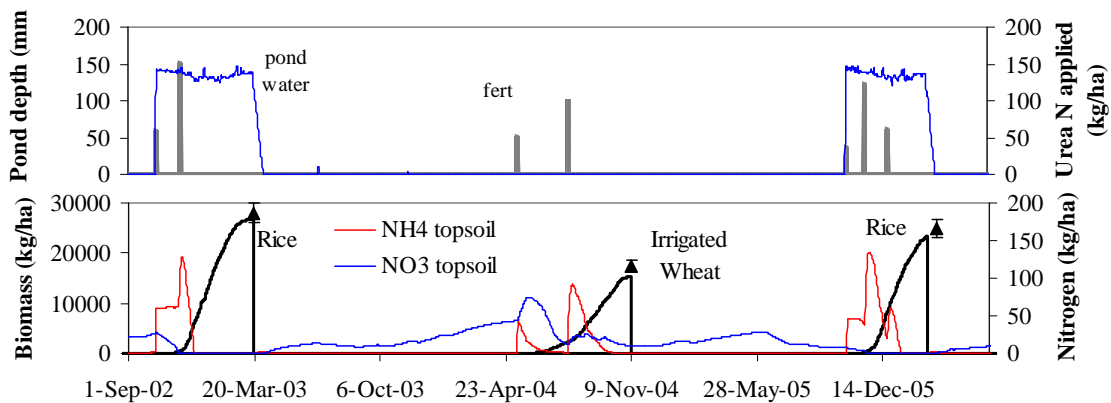 Pond depth (mm
200
150
100
50
0
pond
water
fert
200
150
100
50
0
Urea N applied
(kg/ha)
Biomass (kg/ha)
30000
20000
10000
0
Rice
NH4 topsoil
NO3 topsoil
Irrigated
Wheat
Rice
200
150
100
50
0
Nitrogen (kg/ha)
1-Sep-02 20-Mar-03 6-Oct-03 23-Apr-04 9-Nov-04 28-May-05 14-Dec-05